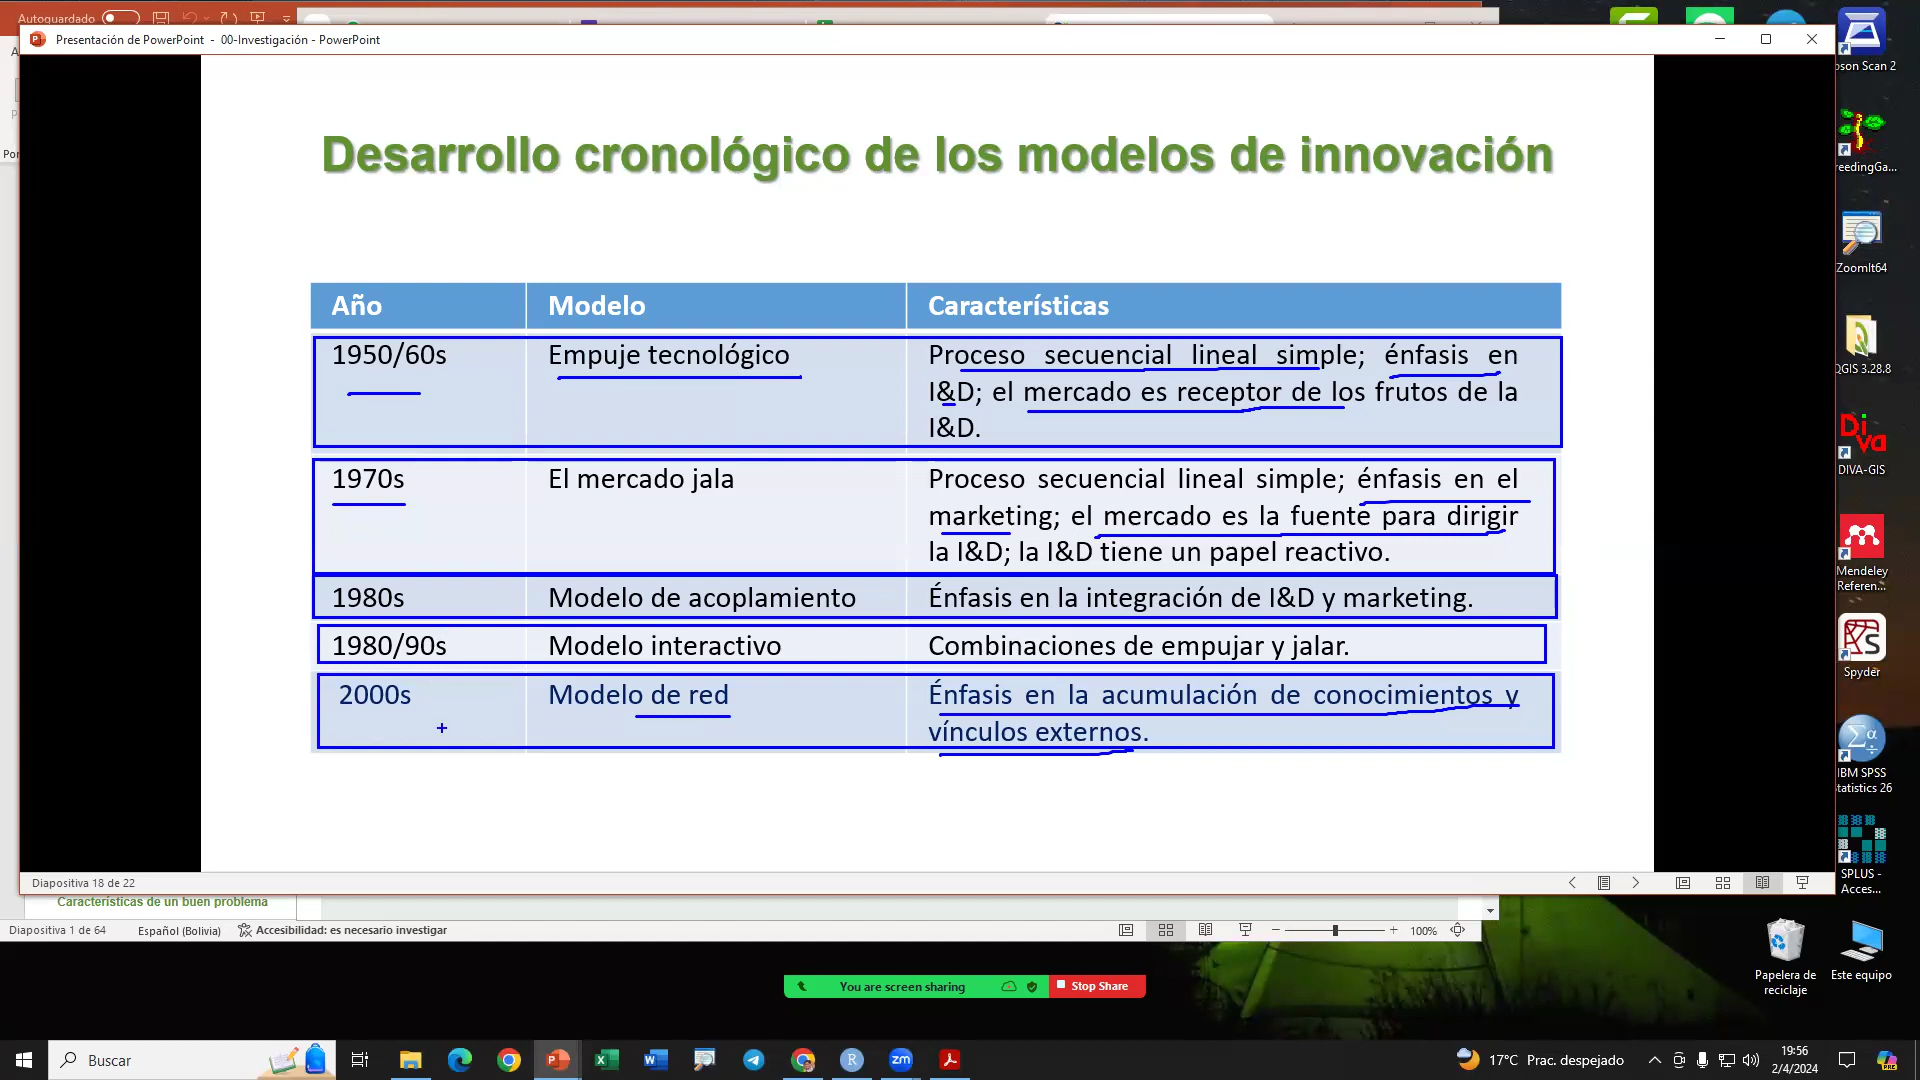 Autoguardado
Presentación de PowerPoint - 00-Investigación - PowerPoint
Desarrollo cronológico de los modelos de innovación
Año Modelo Características
1950/60s Empuje tecnológico Proceso secuencial lineal simple; énfasis en
I&D; el mercado es receptor de los frutos de la
I&D.
1970s El mercado jala Proceso secuencial lineal simple; énfasis en el
marketing; el mercado es la fuente para dirigir
la I&D; la I&D tiene un papel reactivo.
1980s Modelo de acoplamiento Énfasis en la integración de I&D y marketing.
1980/90s Modelo interactivo Combinaciones de empujar y jalar.
2000s Modelo de red Énfasis en la acumulación de conocimientos y
vínculos externos.
Diapositiva 18 de 22
Características de un buen problema
Diapositiva 1 de 64 Español (Bolivia) Accesibilidad: es necesario investigar 100%
You are screen sharing Stop Share
Scan 2
ZoomIt64
QGIS 3.28.8
Diva
DIVA-GIS
Mendeley
Referen...
Spyder
IBM SPSS
Statistics 26
SPLUS -
Acces...
Papelera de
reciclaje
Este equipo
Buscar
zm
17°C Prac. despejado
19:56
2/4/2024